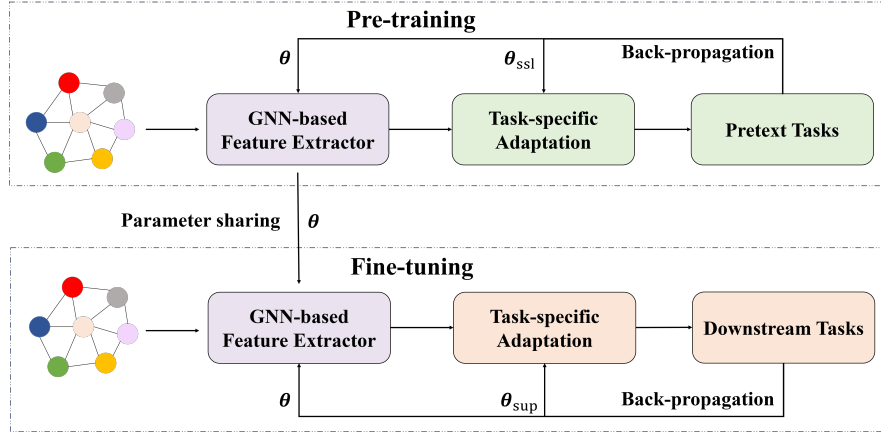 Pre-training
θ
θssl
Back-propagation
GNN-based
Feature Extractor
Task-specific
Adaptation
Pretext Tasks
Parameter sharing
θ
Fine-tuning
GNN-based
Feature Extractor
Task-specific
Adaptation
Downstream Tasks
θ
θsup
Back-propagation